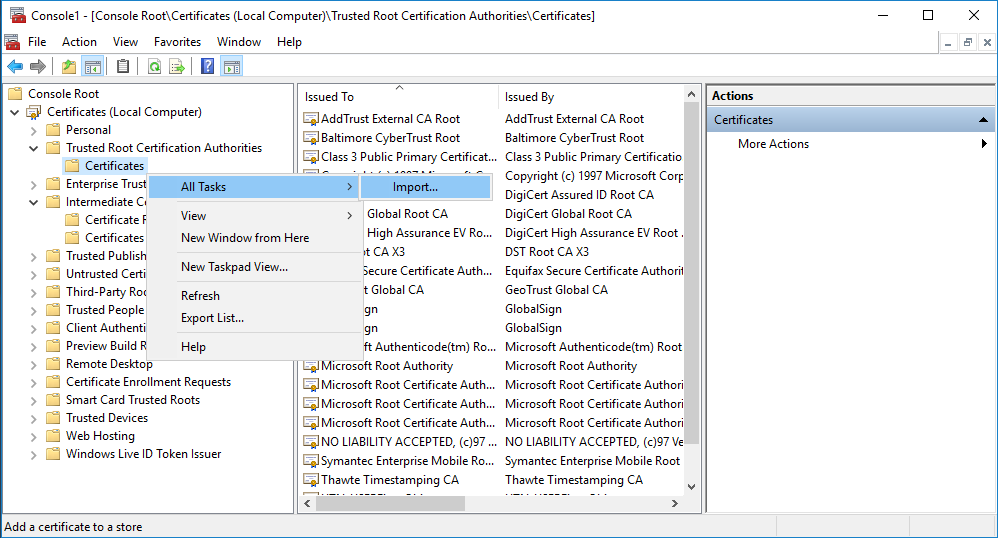 Console1 - [Console Root\Certificates (Local Computer)\Trusted Root Certification Authorities\Certificates]
File Action View Favorites Window Help
Console Root
Certificates (Local Computer)
Personal
Trusted Root Certification Authorities
Certificates
Enterprise Trust
Intermediate C
Certificate
Certificates
Trusted Publish
Untrusted Certi
Third-Party Roo
Trusted People
Client Authenti
Preview Build R
Remote Desktop
Certificate Enrollment Requests
Smart Card Trusted Roots
Trusted Devices
Web Hosting
Windows Live ID Token Issuer
All Tasks
View
New Window from Here
New Taskpad View...
Refresh
Export List...
Help
Import...
Issued To Issued By
AddTrust External CA Root AddTrust External CA Root
Baltimore CyberTrust Root Baltimore CyberTrust Root
Class 3 Public Primary Certificat... Class 3 Public Primary Certificatio
Copyright (c) 1997 Microsoft Corp
DigiCert Assured ID Root CA
Global Root CA DigiCert Global Root CA
High Assurance EV Ro... DigiCert High Assurance EV Root
ot CA X3 DST Root CA X3
ecure Certificate Auth... Equifax Secure Certificate Authori
t Global CA GeoTrust Global CA
ign GlobalSign
ign GlobalSign
Microsoft Authenticode(tm) Ro... Microsoft Authenticode(tm) Root
Microsoft Root Authority Microsoft Root Authority
Microsoft Root Certificate Auth... Microsoft Root Certificate Authori
Microsoft Root Certificate Auth... Microsoft Root Certificate Authori
Microsoft Root Certificate Auth... Microsoft Root Certificate Authori
NO LIABILITY ACCEPTED, (c)97 ... NO LIABILITY ACCEPTED, (c)97 Ve
Symantec Enterprise Mobile Ro... Symantec Enterprise Mobile Root
Thawte Timestamping CA Thawte Timestamping CA
Actions
Certificates
More Actions
Add a certificate to a store